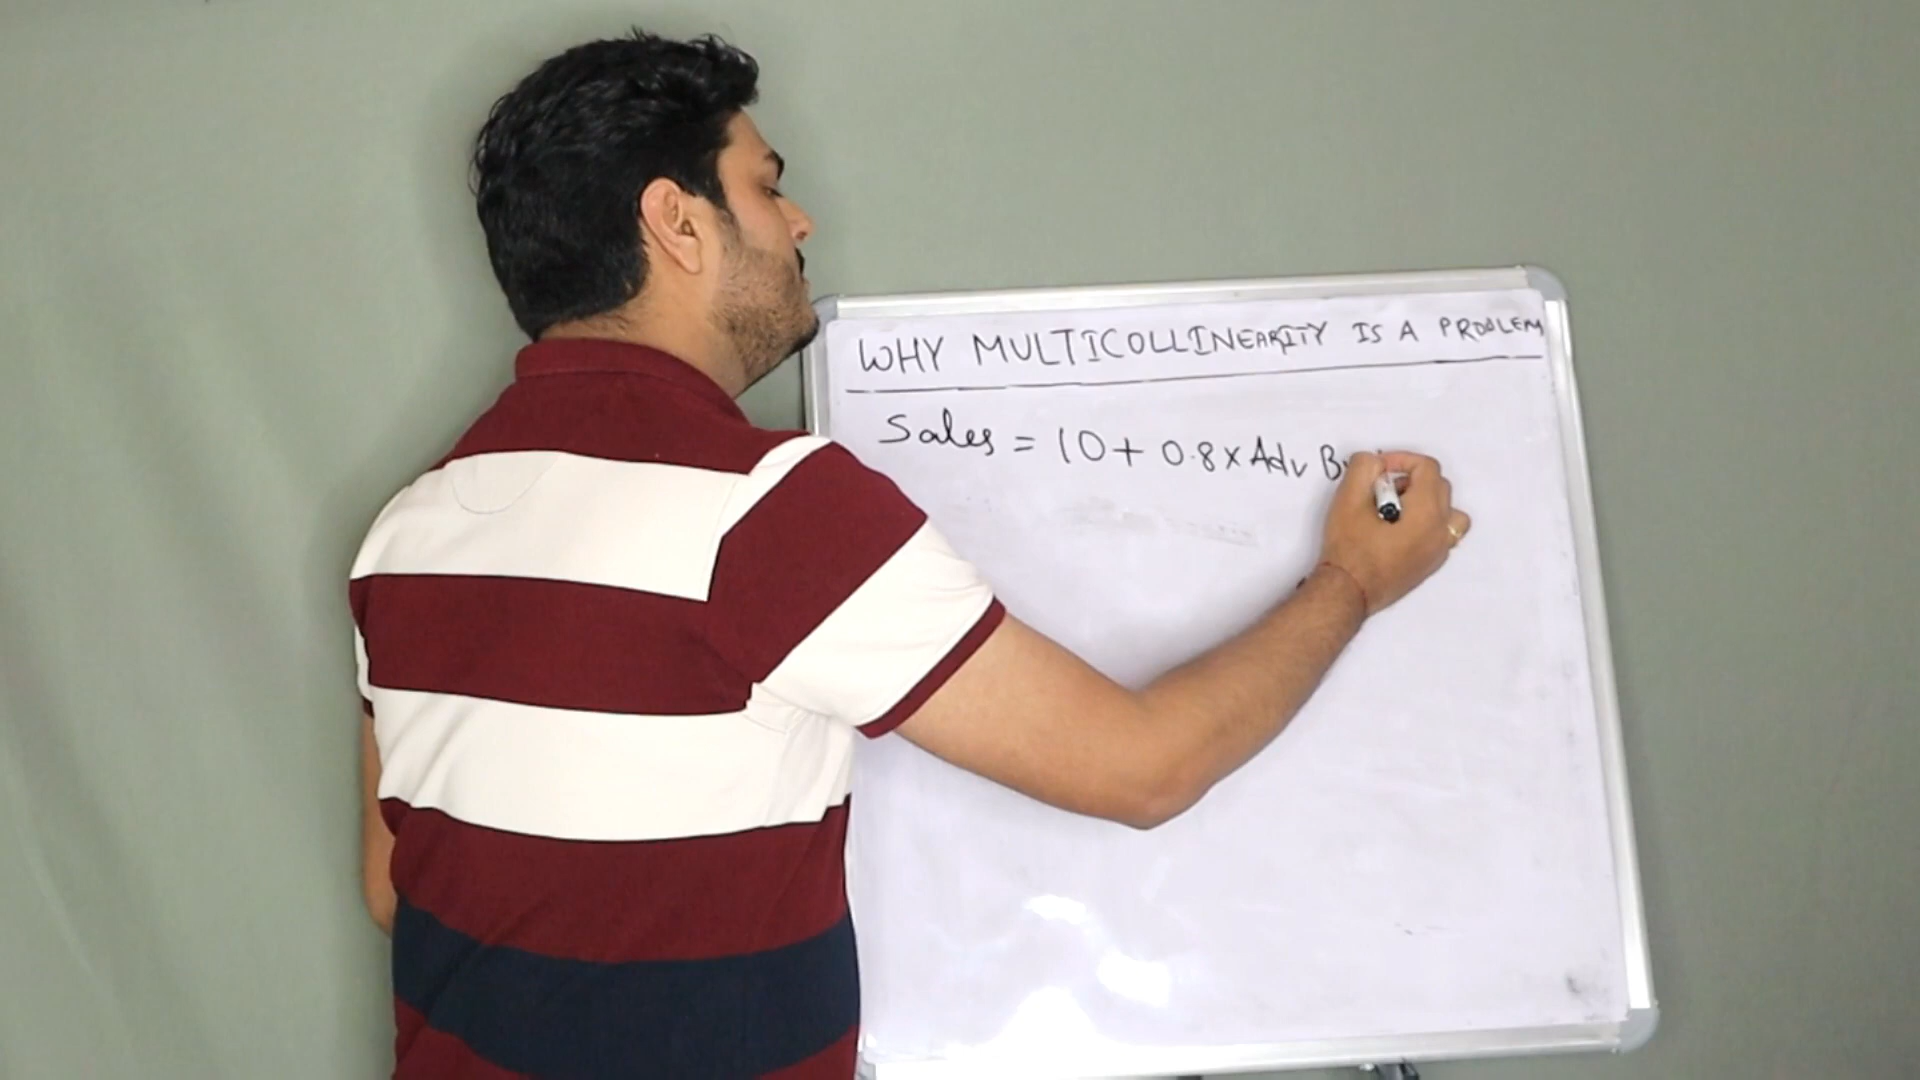 WHY MULTICOLLINEARITY IS A PROBLEM
Sales = 10 + 0.8 x Adv